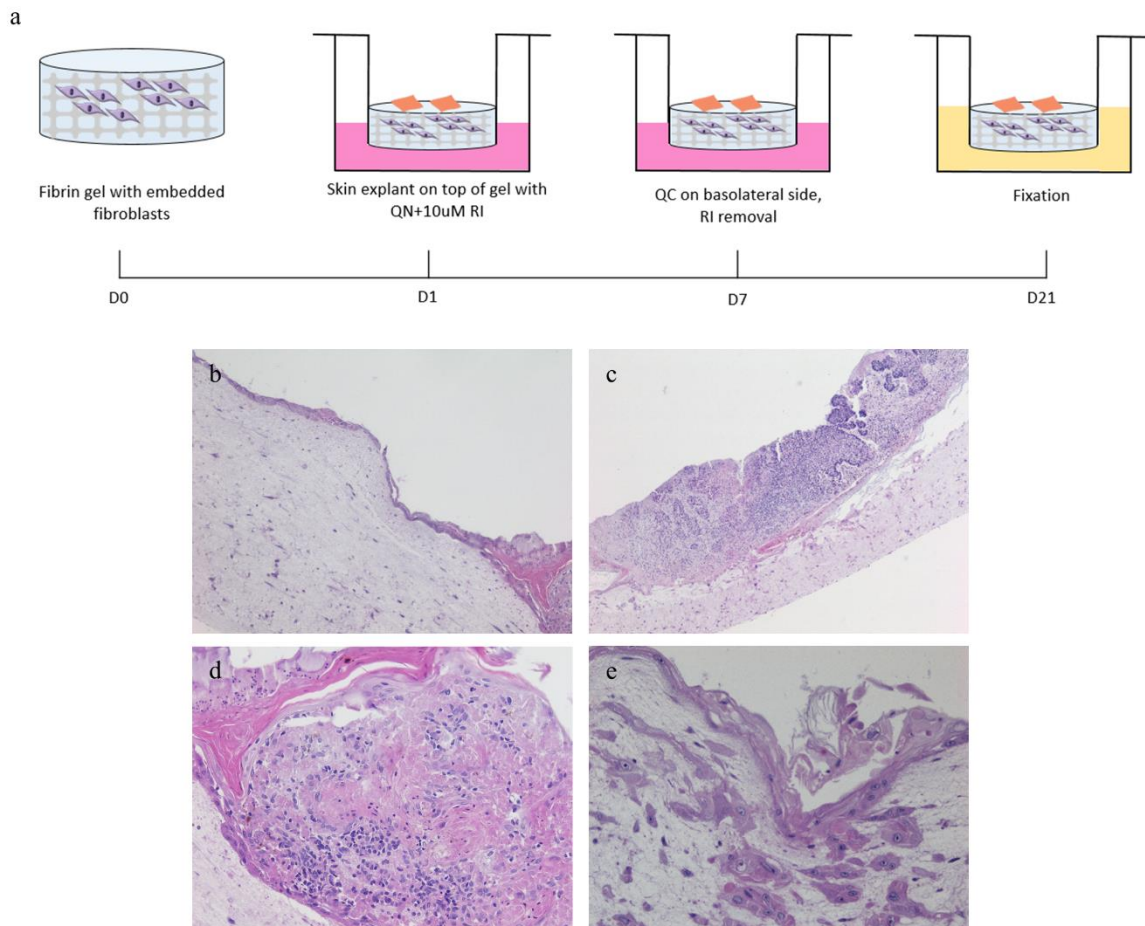 a
Fibrin gel with embedded
fibroblasts
Skin explant on top of gel with
QN+10uM RI
QC on basolateral side,
RI removal
Fixation
D0
D1
D7
D21
b
c
d
e